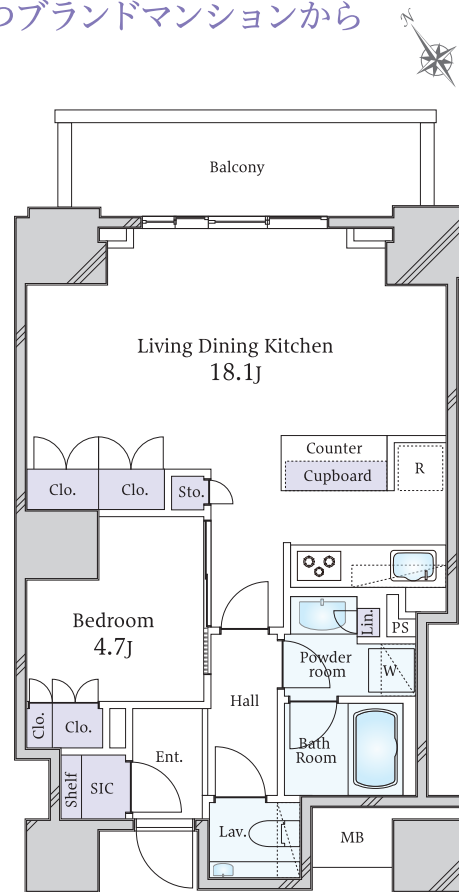 つブランドマンションから
N
Balcony
Living Dining Kitchen
18.1J
Counter
Cupboard
R
Clo.
Clo.
Sto.
Bedroom
4.7J
Lin.
PS
Powder
room
W
Hall
Clo.
Clo.
Ent.
Bath
Room
Shelf
SIC
Lav.
MB